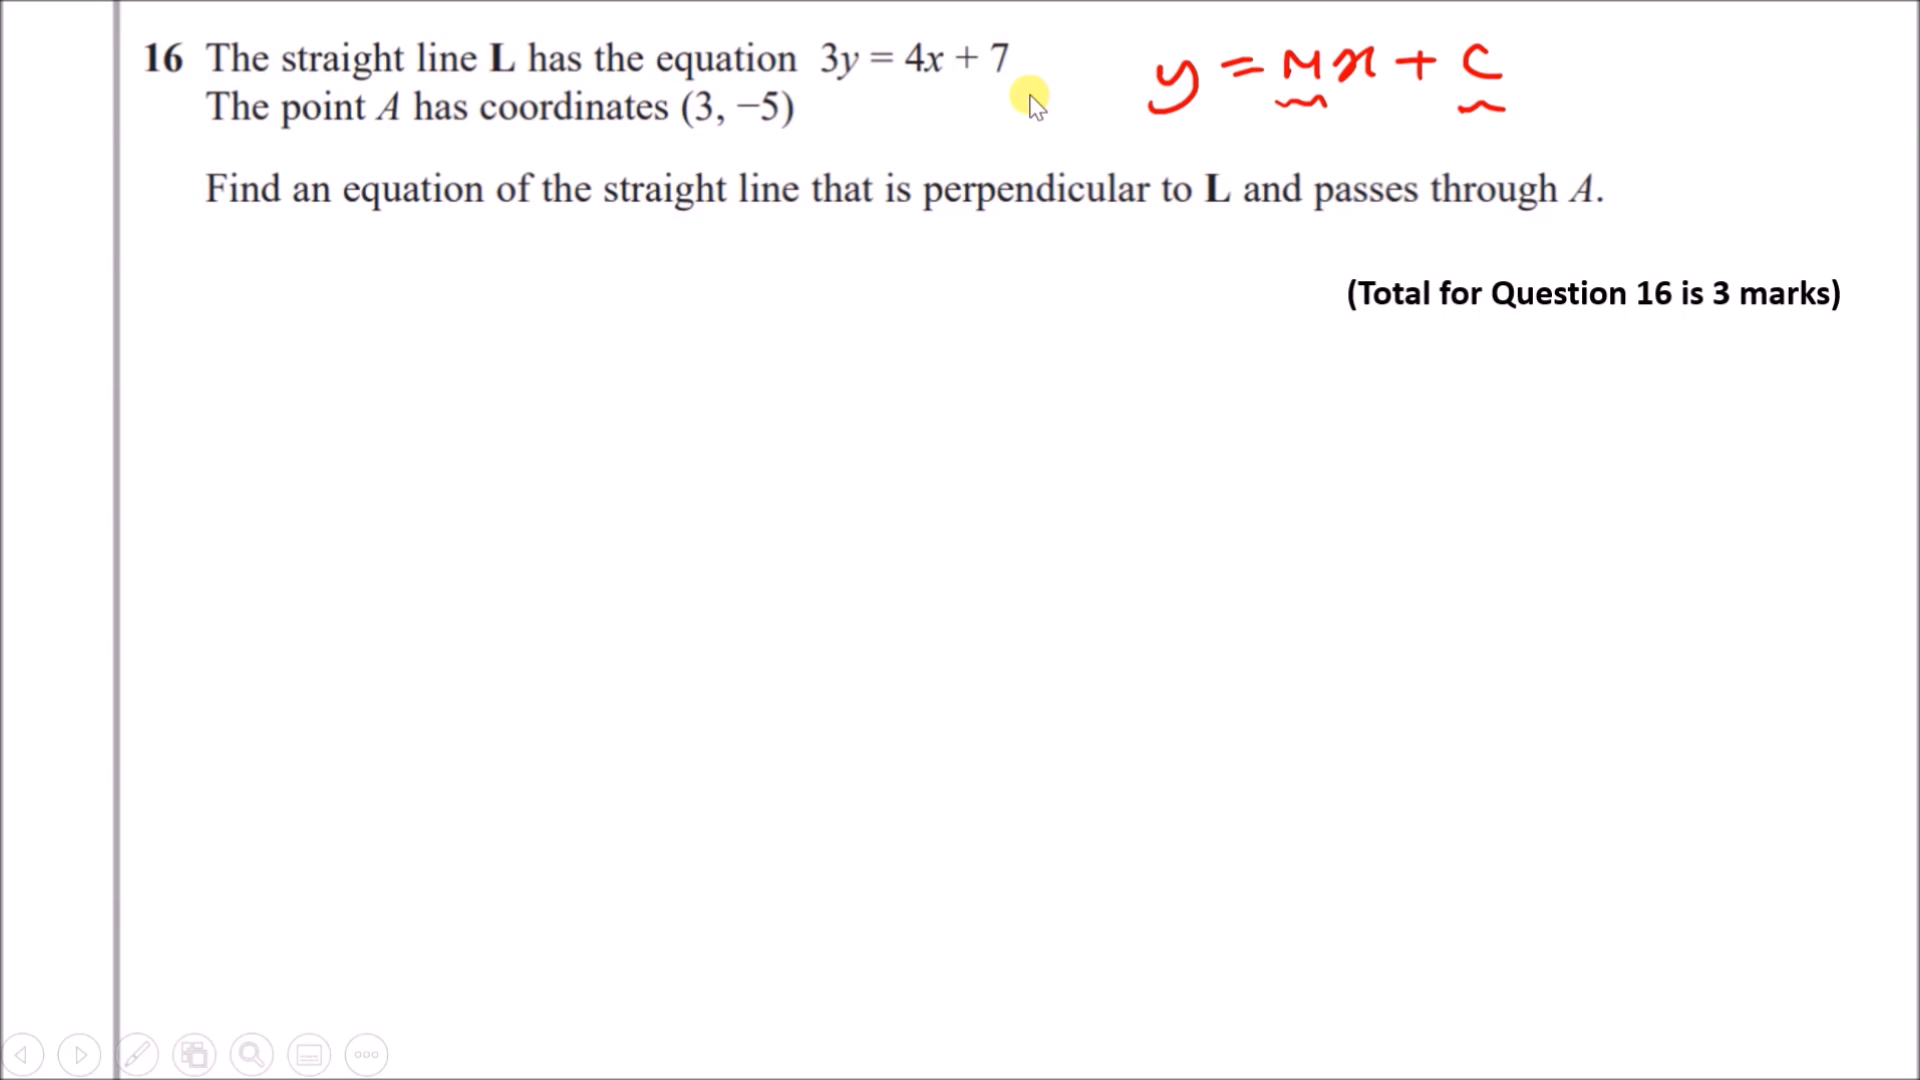 16 The straight line L has the equation 3y = 4x + 7
y = mx + c
The point A has coordinates (3, −5)
Find an equation of the straight line that is perpendicular to L and passes through A.
(Total for Question 16 is 3 marks)